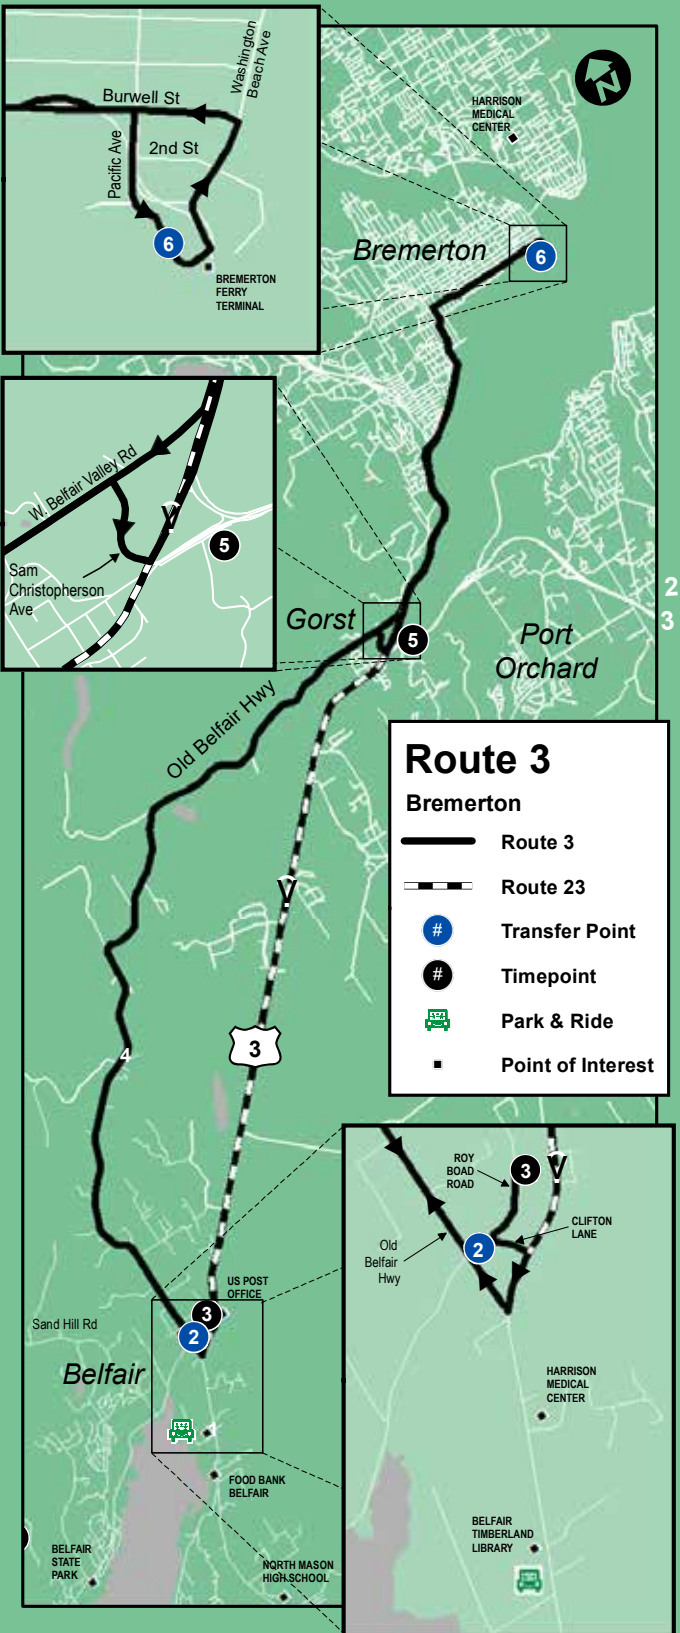 Burwell St
Washington
Beach Ave
Pacific Ave
2nd St
6
BREMERTON
FERRY
TERMINAL
N
HARRISON
MEDICAL
CENTER
Bremerton
6
W. Belfair Valley Rd
Sam
Christopherson
Ave
5
Gorst
5
Port
Orchard
2
3
Old Belfair Hwy
Route 3
Bremerton
Route 3
Route 23
# Transfer Point
# Timepoint
Park & Ride
Point of Interest
4
3
US POST
OFFICE
3
2
Sand Hill Rd
Belfair
1
FOOD BANK
BELFAIR
BELFAIR
STATE
PARK
NORTH MASON
HIGH SCHOOL
ROY
BOAD
ROAD
3
CLIFTON
LANE
2
Old
Belfair
Hwy
HARRISON
MEDICAL
CENTER
BELFAIR
TIMBERLAND
LIBRARY